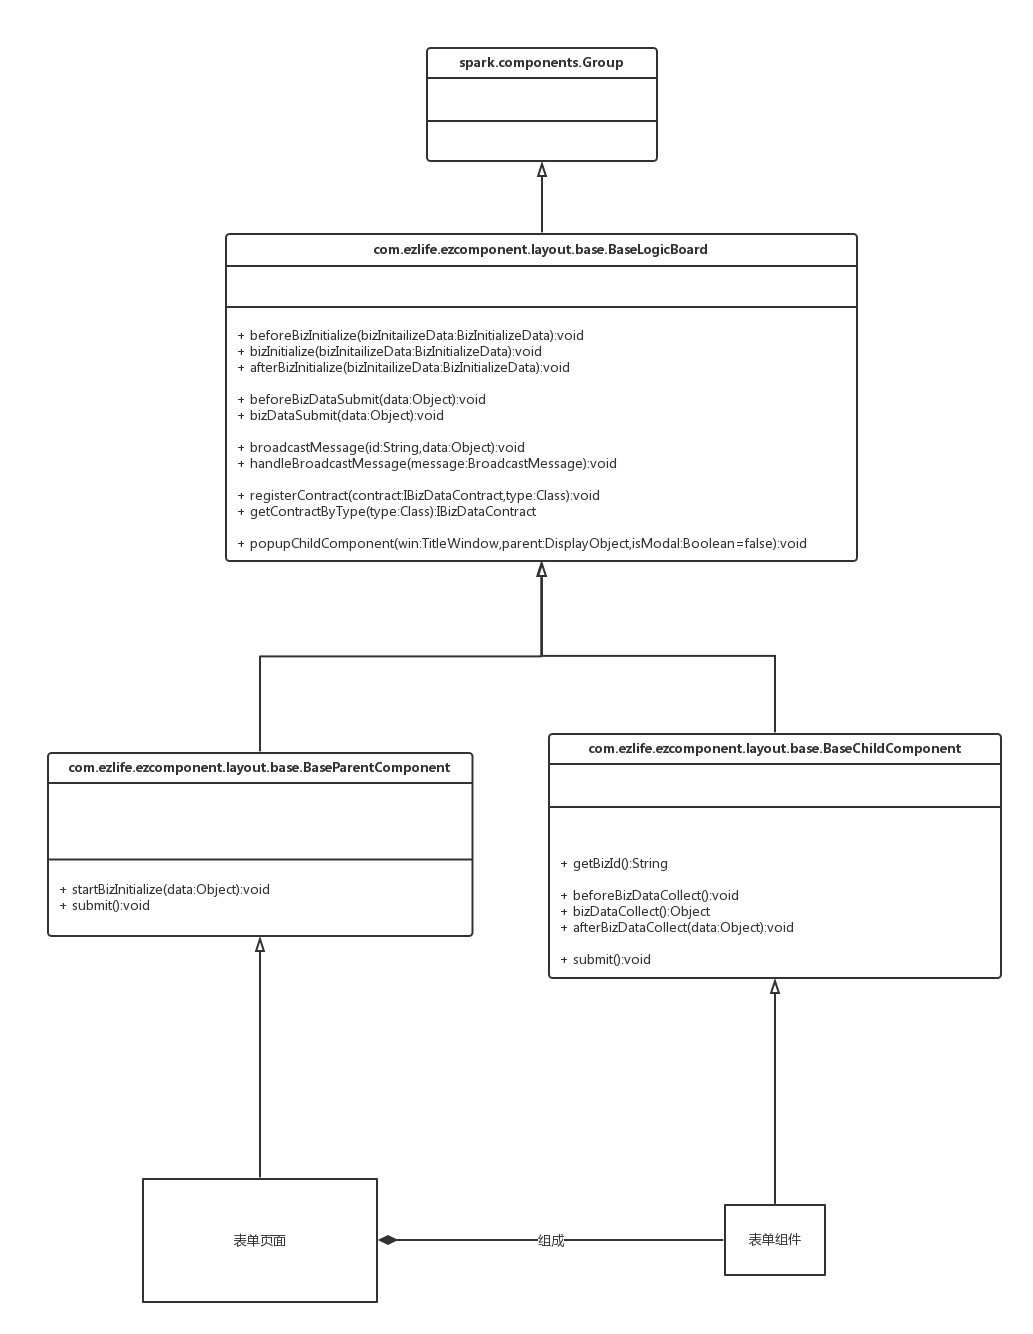 spark.components.Group
com.ezlife.ezcomponent.layout.base.BaseLogicBoard
+ beforeBizInitialize(bizInitailizeData:BizInitializeData):void
+ bizInitialize(bizInitailizeData:BizInitializeData):void
+ afterBizInitialize(bizInitailizeData:BizInitializeData):void
+ beforeBizDataSubmit(data:Object):void
+ bizDataSubmit(data:Object):void
+ broadcastMessage(id:String,data:Object):void
+ handleBroadcastMessage(message:BroadcastMessage):void
+ registerContract(contract:IBizDataContract,type:Class):void
+ getContractByType(type:Class):IBizDataContract
+ popupChildComponent(win:TitleWindow,parent:DisplayObject,isModal:Boolean=false):void
com.ezlife.ezcomponent.layout.base.BaseParentComponent
+ startBizInitialize(data:Object):void
+ submit():void
com.ezlife.ezcomponent.layout.base.BaseChildComponent
+ getBizId():String
+ beforeBizDataCollect():void
+ bizDataCollect():Object
+ afterBizDataCollect(data:Object):void
+ submit():void
表单页面
组成
表单组件